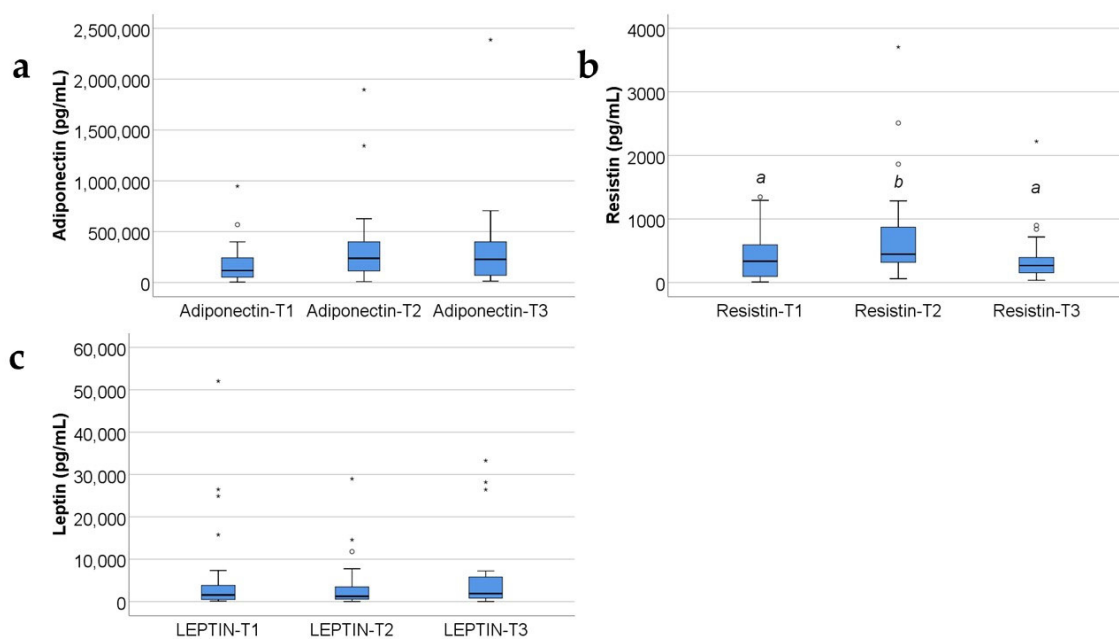 a
Adiponectin (pg/mL)
2,500,000
2,000,000
1,500,000
1,000,000
500,000
0
Adiponectin-T1 Adiponectin-T2 Adiponectin-T3
b
Resistin (pg/mL)
4000
3000
2000
1000
0
a
b
a
Resistin-T1 Resistin-T2 Resistin-T3
c
Leptin (pg/mL)
60,000
50,000
40,000
30,000
20,000
10,000
0
LEPTIN-T1 LEPTIN-T2 LEPTIN-T3